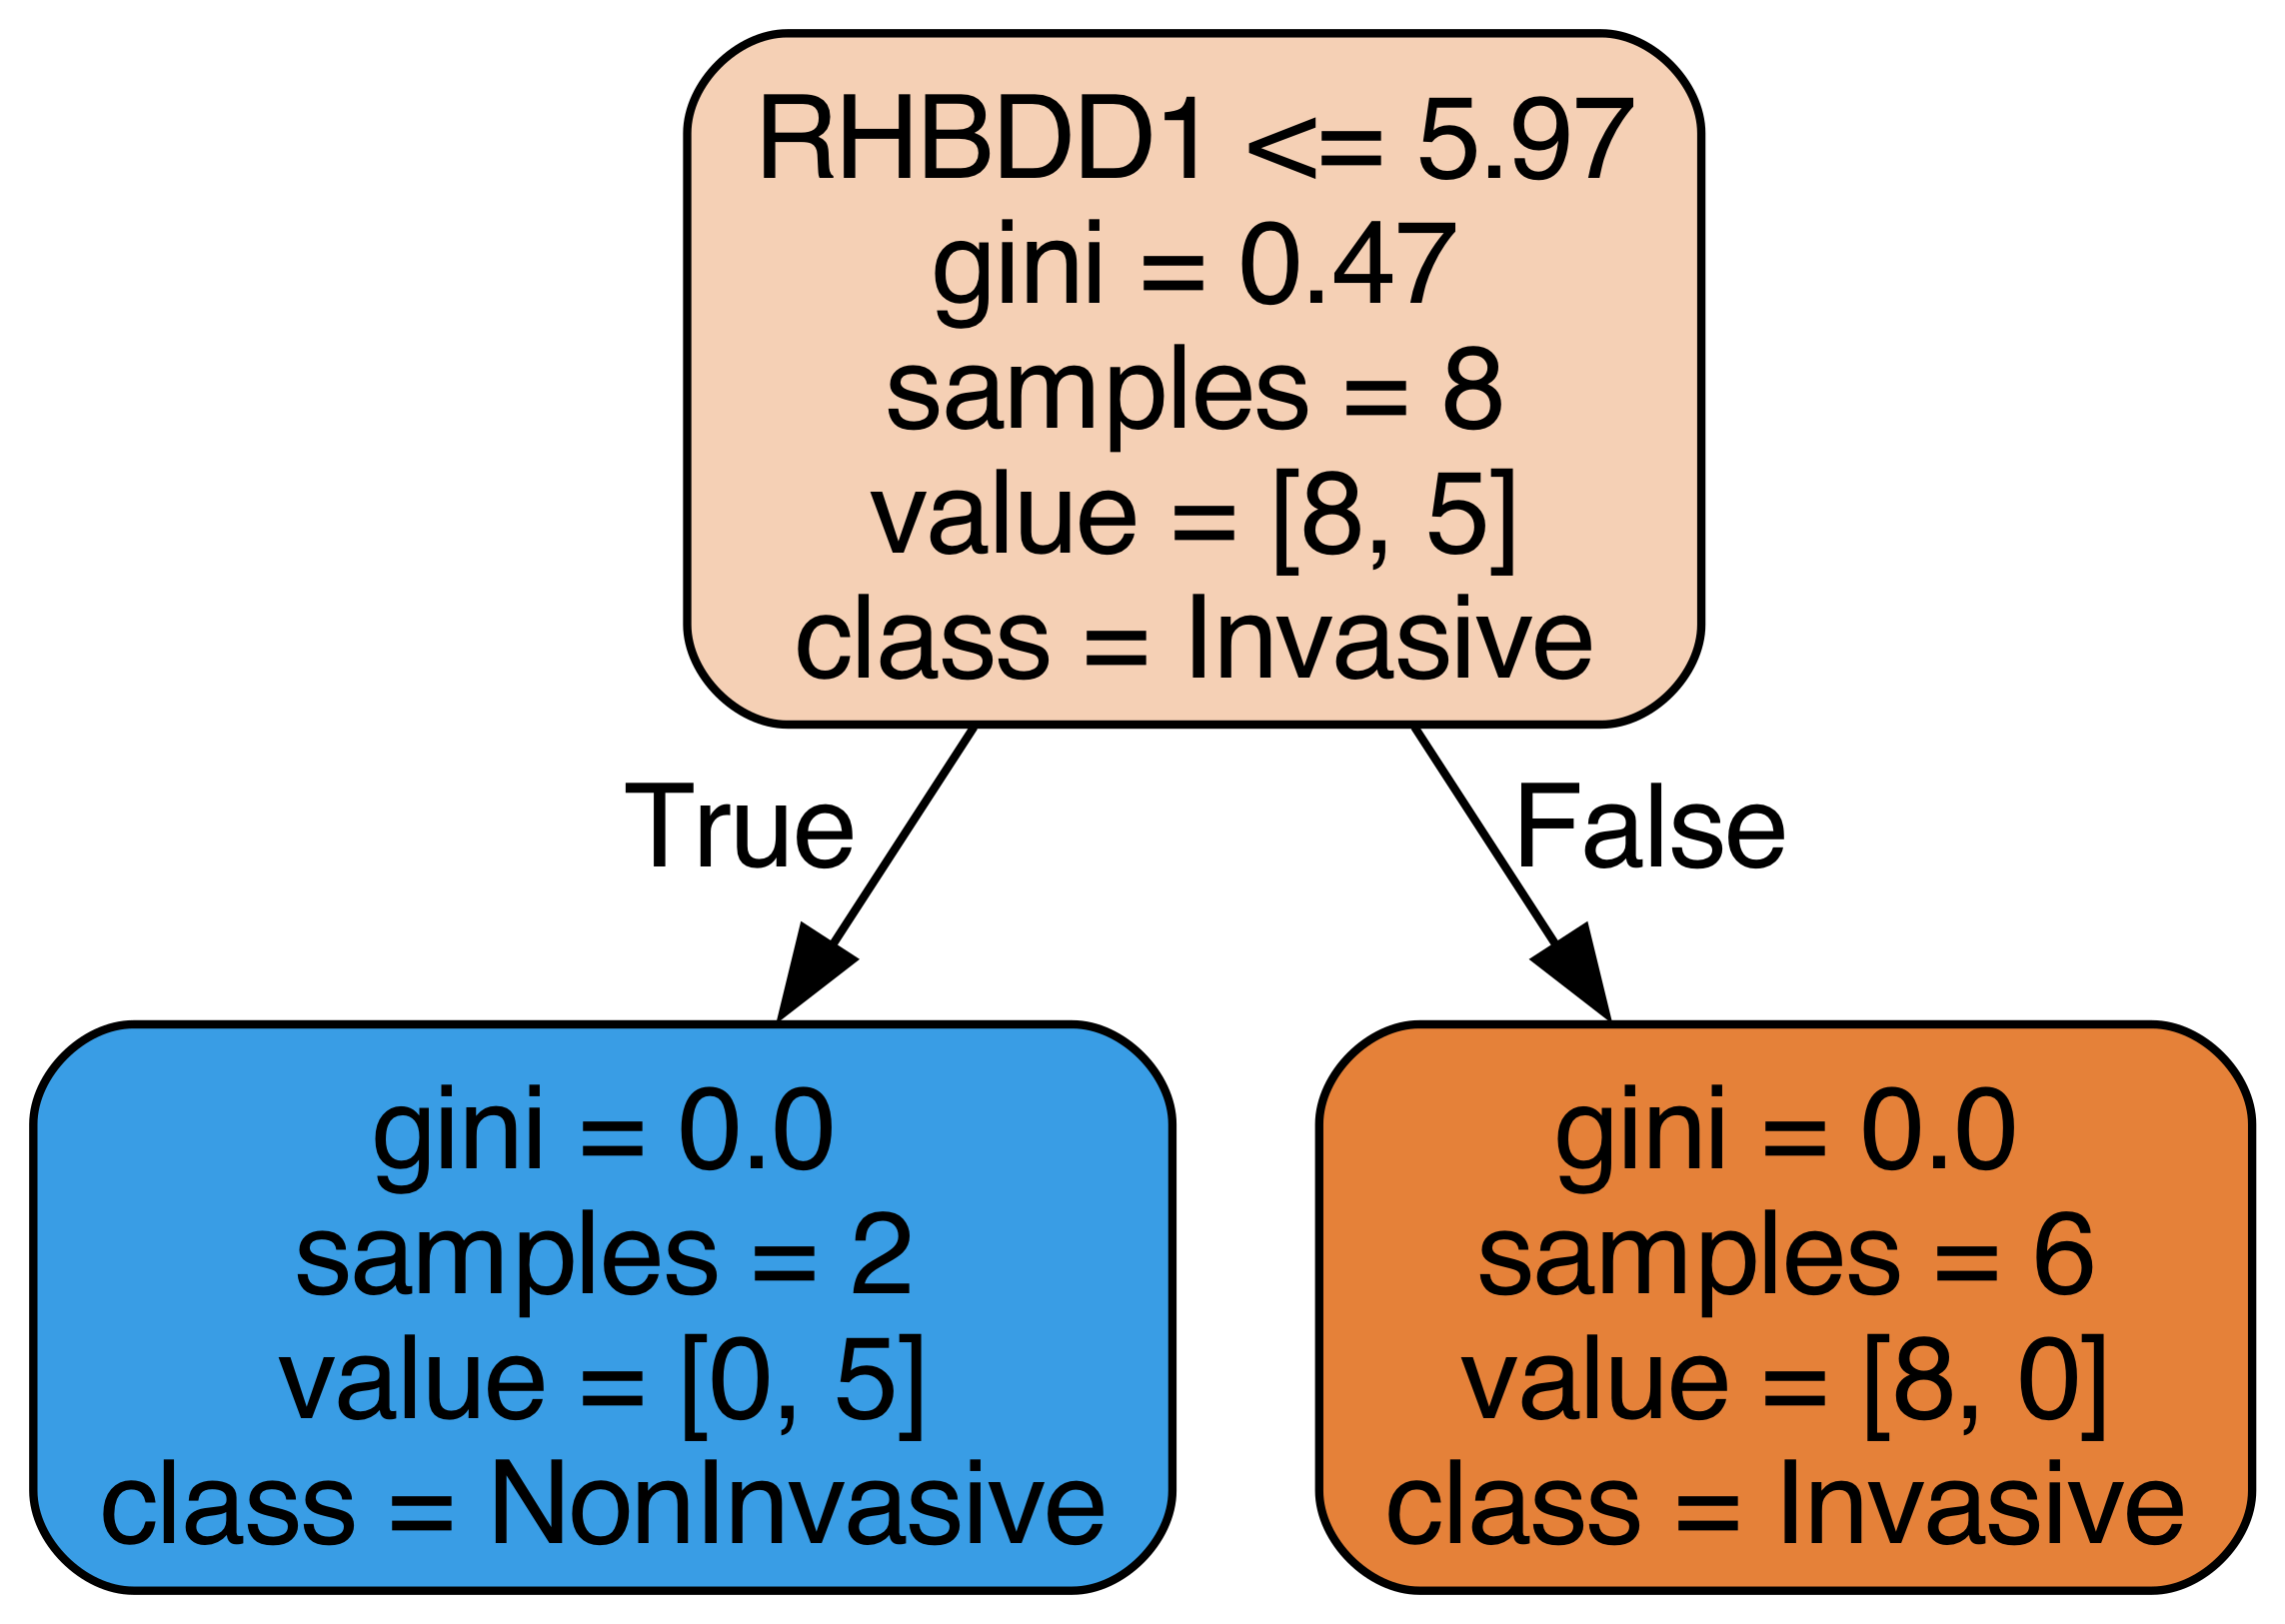 RHBDD1 <= 5.97
gini = 0.47
samples = 8
value = [8, 5]
class = Invasive
True
False
gini = 0.0
samples = 2
value = [0, 5]
class = NonInvasive
gini = 0.0
samples = 6
value = [8, 0]
class = Invasive